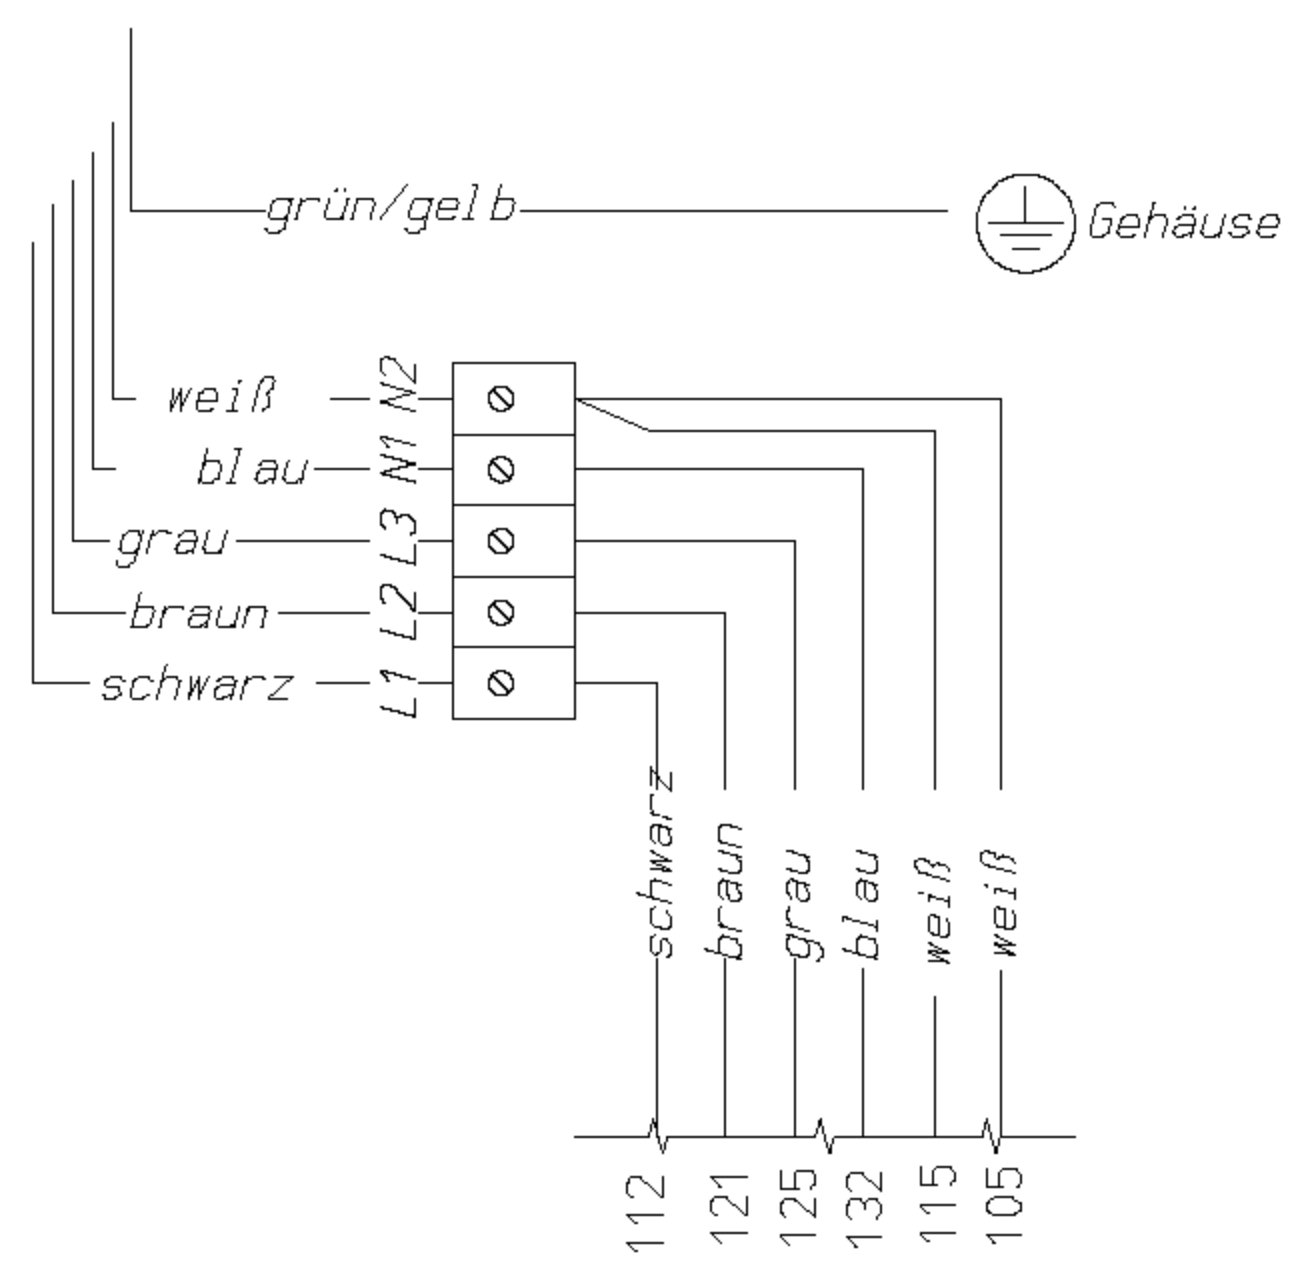 grün/gelb
Gehäuse
weiß
N2
blau
N1
grau
L3
braun
L2
schwarz
L1
schwarz
braun
grau
blau
weiß
weiß
112
121
125
132
115
105